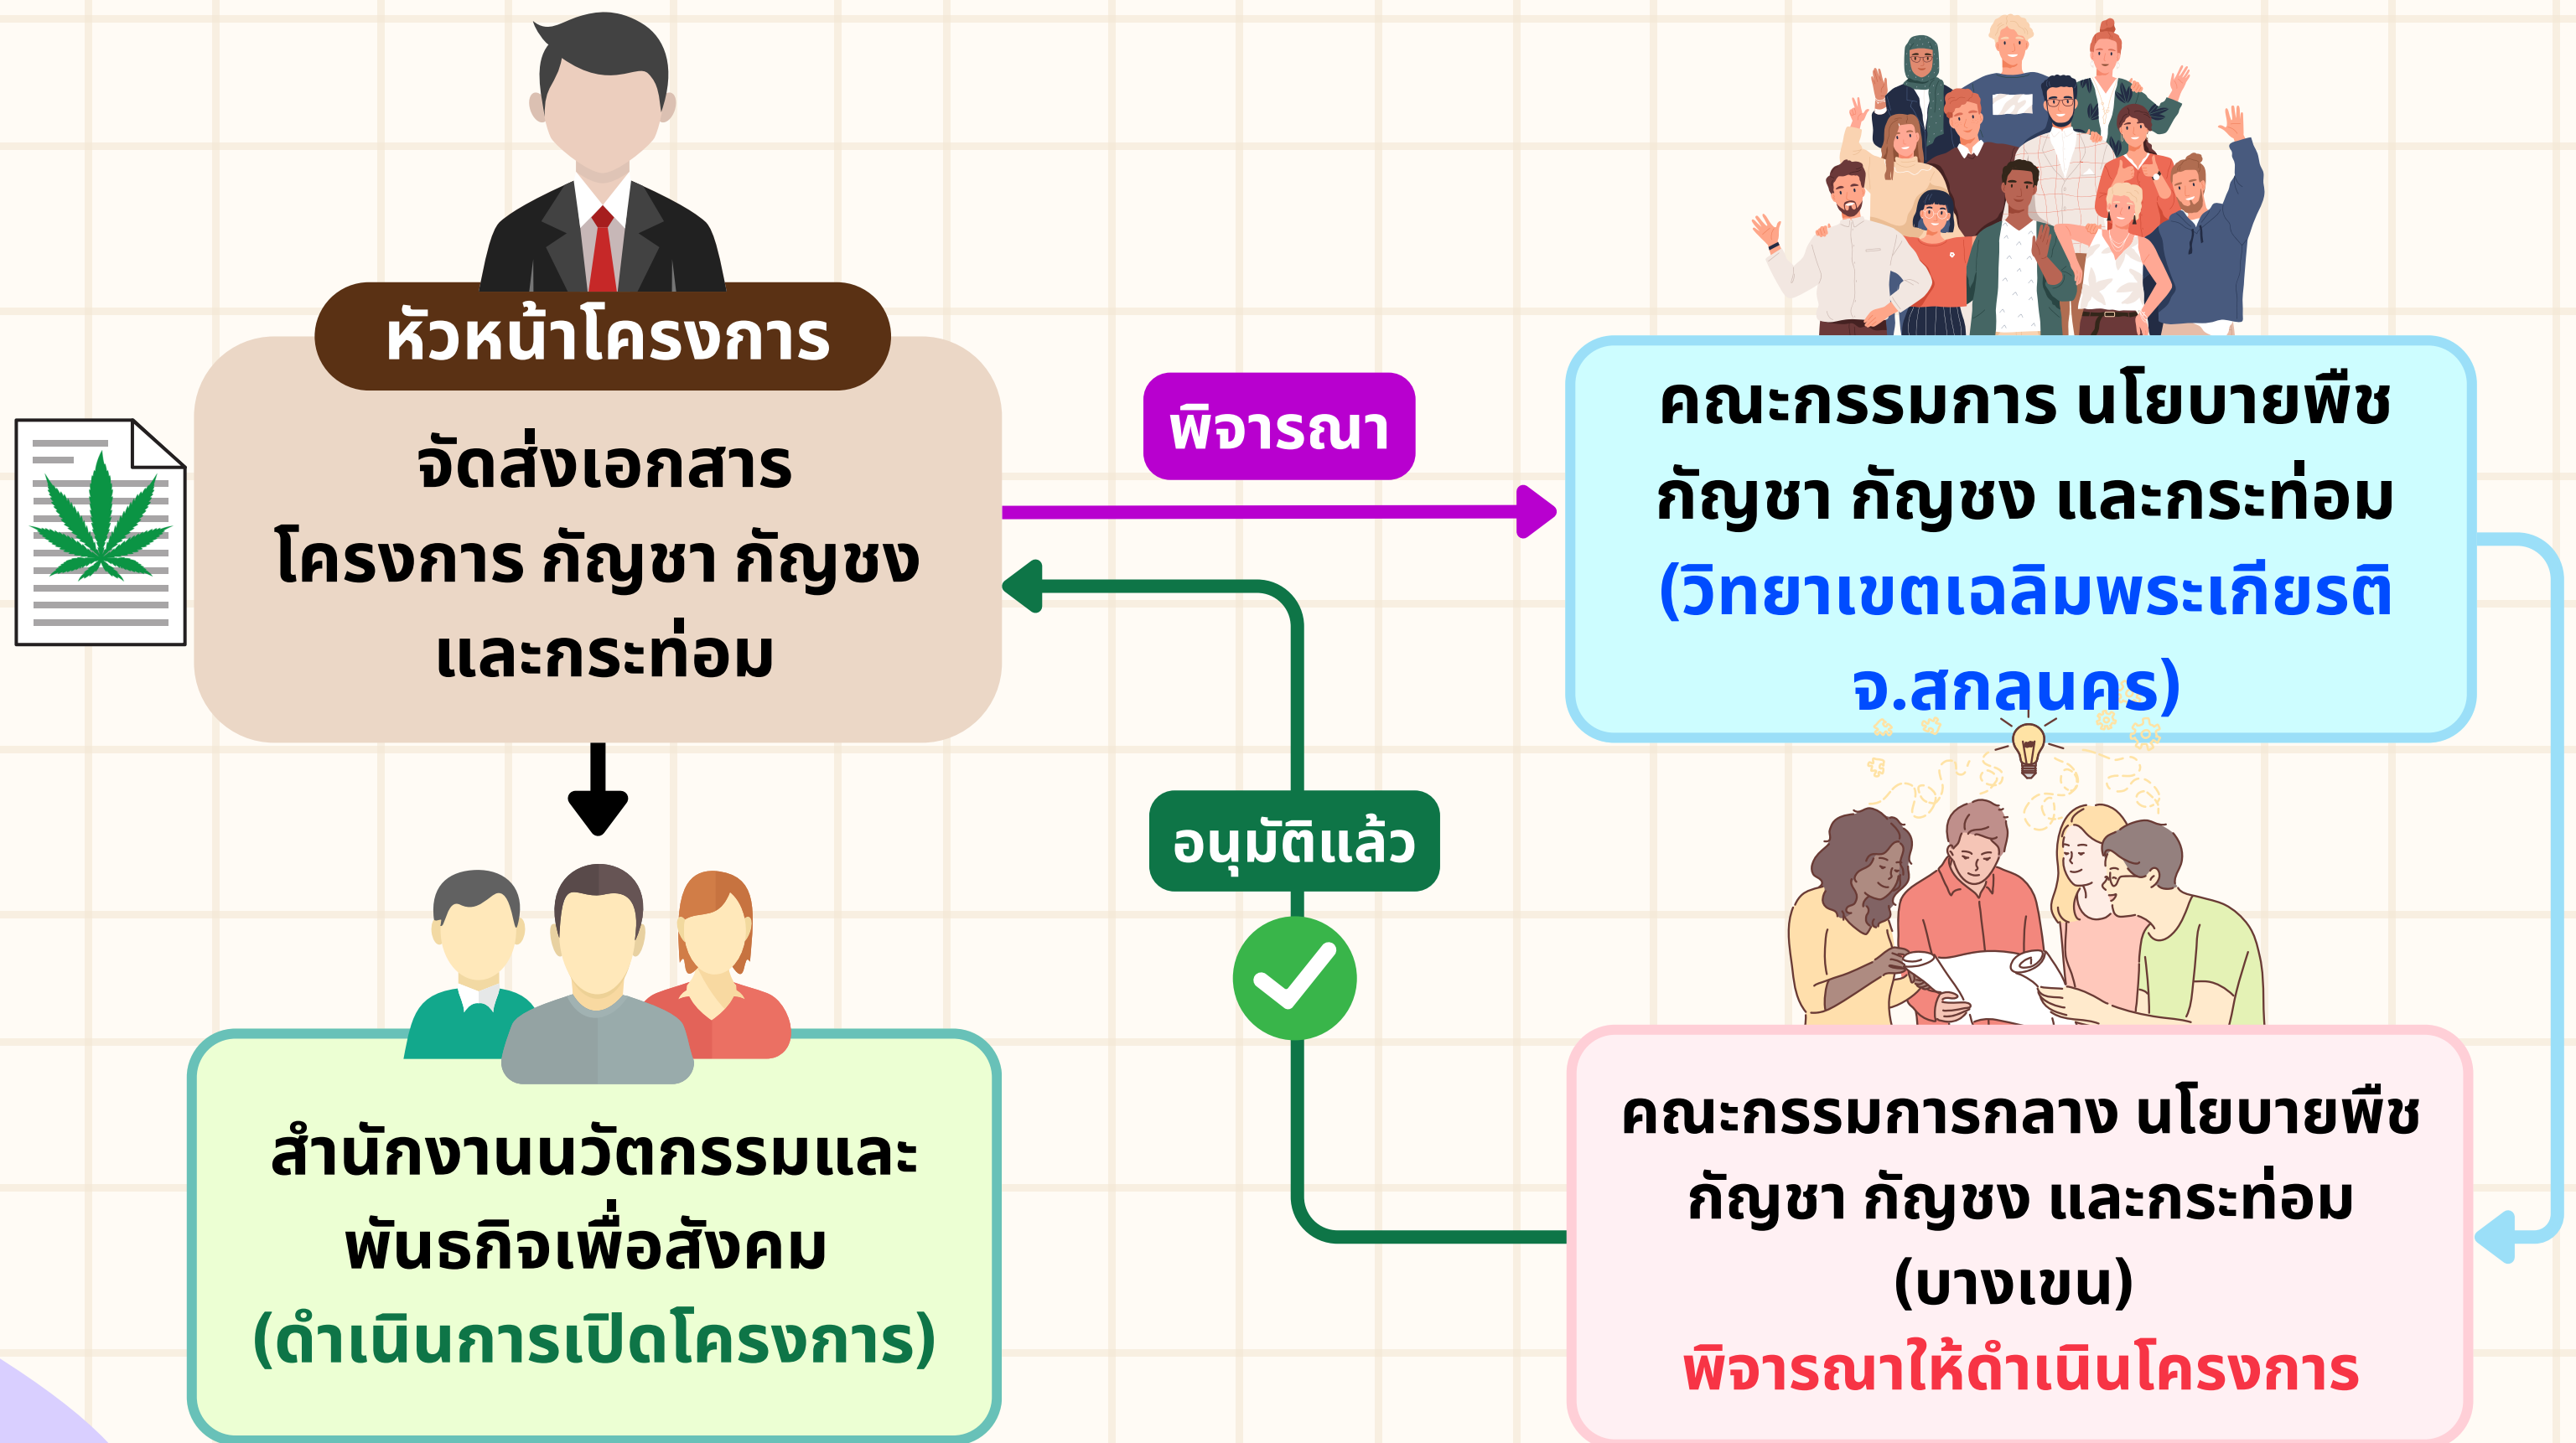 หัวหน้าโครงการ
จัดส่งเอกสาร
โครงการ กัญชา กัญชง
และกระท่อม
พิจารณา
คณะกรรมการ นโยบายพืช
กัญชา กัญชง และกระท่อม
(วิทยาเขตเฉลิมพระเกียรติ
จ.สกลนคร)
อนุมัติแล้ว
สำนักงานนวัตกรรมและ
พันธกิจเพื่อสังคม
(ดำเนินการเปิดโครงการ)
คณะกรรมการกลาง นโยบายพืช
กัญชา กัญชง และกระท่อม
(บางเขน)
พิจารณาให้ดำเนินโครงการ